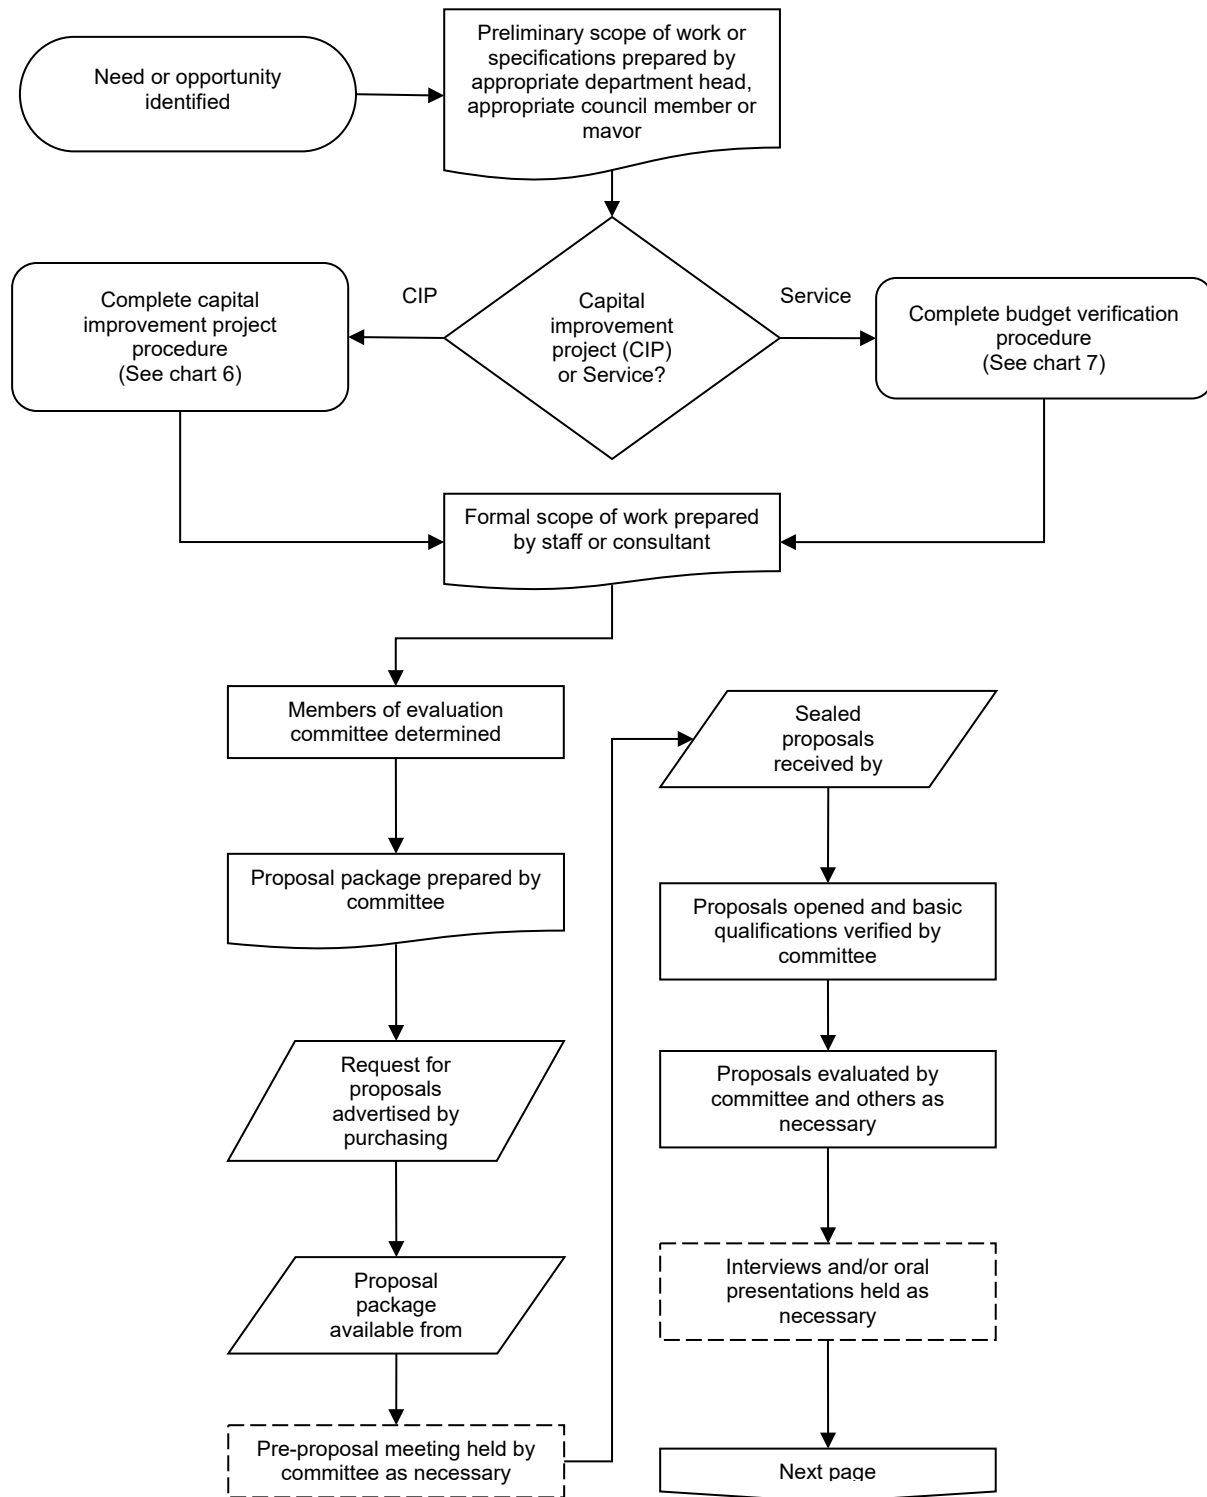 Need or opportunity
identified
Preliminary scope of work or
specifications prepared by
appropriate department head,
appropriate council member or
mavor
CIP
Service
Complete capital
improvement project
procedure
(See chart 6)
Capital
improvement
project (CIP)
or Service?
Complete budget verification
procedure
(See chart 7)
Formal scope of work prepared
by staff or consultant
Members of evaluation
committee determined
Proposal package prepared by
committee
Request for
proposals
advertised by
purchasing
Proposal
package
available from
Pre-proposal meeting held by
committee as necessary
Sealed
proposals
received by
Proposals opened and basic
qualifications verified by
committee
Proposals evaluated by
committee and others as
necessary
Interviews and/or oral
presentations held as
necessary
Next page